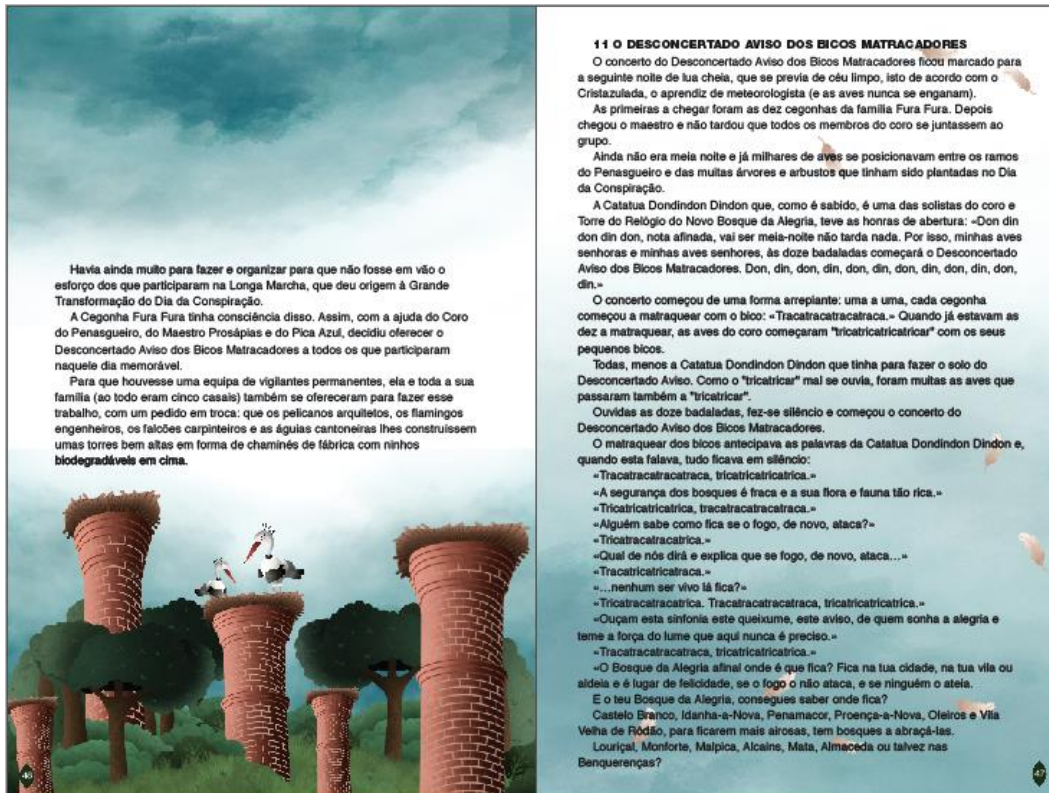 Havia ainda muito para fazer e organizar para que não fosse em vão o
esforço dos que participaram na Longa Marcha, que deu origem à Grande
Transformação do Dia da Conspiração.
A Cegonha Fura Fura tinha consciência disso. Assim, com a ajuda do Coro
do Penasgueiro, do Maestro Prosápias e do Pica Azul, decidiu oferecer o
Desconcertado Aviso dos Bicos Matracadores a todos os que participaram
naquele dia memorável.
Para que houvesse uma equipa de vigilantes permanentes, ela e toda a sua
família (ao todo eram cinco casais) também se ofereceram para fazer esse
trabalho, com um pedido em troca: que os pelicanos arquitetos, os flamingos
engenheiros, os falcões carpinteiros e as águias cantoneiras lhes construíssem
umas torres bem altas em forma de chaminés de fábrica com ninhos
biodegradáveis em cima.
46
11 O DESCONCERTADO AVISO DOS BICOS MATRACADORES
O concerto do Desconcertado Aviso dos Bicos Matracadores ficou marcado para
a seguinte noite de lua cheia, que se previa de céu limpo, isto de acordo com o
Cristazulada, o aprendiz de meteorologista (e as aves nunca se enganam).
As primeiras a chegar foram as dez cegonhas da família Fura Fura. Depois
chegou o maestro e não tardou que todos os membros do coro se juntassem ao
grupo.
Ainda não era meia noite e já milhares de aves se posicionavam entre os ramos
do Penasgueiro e das muitas árvores e arbustos que tinham sido plantadas no Dia
da Conspiração.
A Catatua Dondindon Dindon que, como é sabido, é uma das solistas do coro e
Torre do Relógio do Novo Bosque da Alegria, teve as honras de abertura: «Don din
don din don, nota afinada, vai ser meia-noite não tarda nada. Por isso, minhas aves
senhoras e minhas aves senhores, às doze badaladas começará o Desconcertado
Aviso dos Bicos Matracadores. Don, din, don, din, don, din, don, din, don, din, don,
din.»
O concerto começou de uma forma arrepiante: uma a uma, cada cegonha
começou a matraquear com o bico: «Tracatracatracatraca.» Quando já estavam as
dez a matraquear, as aves do coro começaram "tricatricatricatricar" com os seus
pequenos bicos.
Todas, menos a Catatua Dondindon Dindon que tinha para fazer o solo do
Desconcertado Aviso. Como o "tricatricar" mal se ouvia, foram muitas as aves que
passaram também a "tricatricar".
Ouvidas as doze badaladas, fez-se silêncio e começou o concerto do
Desconcertado Aviso dos Bicos Matracadores.
O matraquear dos bicos antecipava as palavras da Catatua Dondindon Dindon e,
quando esta falava, tudo ficava em silêncio:
«Tracatracatracatraca, tricatricatricatrica.»
«A segurança dos bosques é fraca e a sua flora e fauna tão rica.»
«Tricatricatricatrica, tracatracatracatraca.»
«Alguém sabe como fica se o fogo, de novo, ataca?»
«Tricatracatracatrica.»
«Qual de nós dirá e explica que se fogo, de novo, ataca…»
«Tracatricatricatraca.»
«…nenhum ser vivo lá fica?»
«Tricatracatracatrica. Tracatracatracatraca, tricatricatricatrica.»
«Ouçam esta sinfonia este queixume, este aviso, de quem sonha a alegria e
teme a força do lume que aqui nunca é preciso.»
«Tracatracatracatraca, tricatricatricatrica.»
«O Bosque da Alegria afinal onde é que fica? Fica na tua cidade, na tua vila ou
aldeia e é lugar de felicidade, se o fogo o não ataca, e se ninguém o ateia.
E o teu Bosque da Alegria, consegues saber onde fica?
Castelo Branco, Idanha-a-Nova, Penamacor, Proença-a-Nova, Oleiros e Vila
Velha de Ródão, para ficarem mais airosas, tem bosques a abraçá-las.
Louriçal, Monforte, Malpica, Alcains, Mata, Almaceda ou talvez nas
Benquerenças?
47